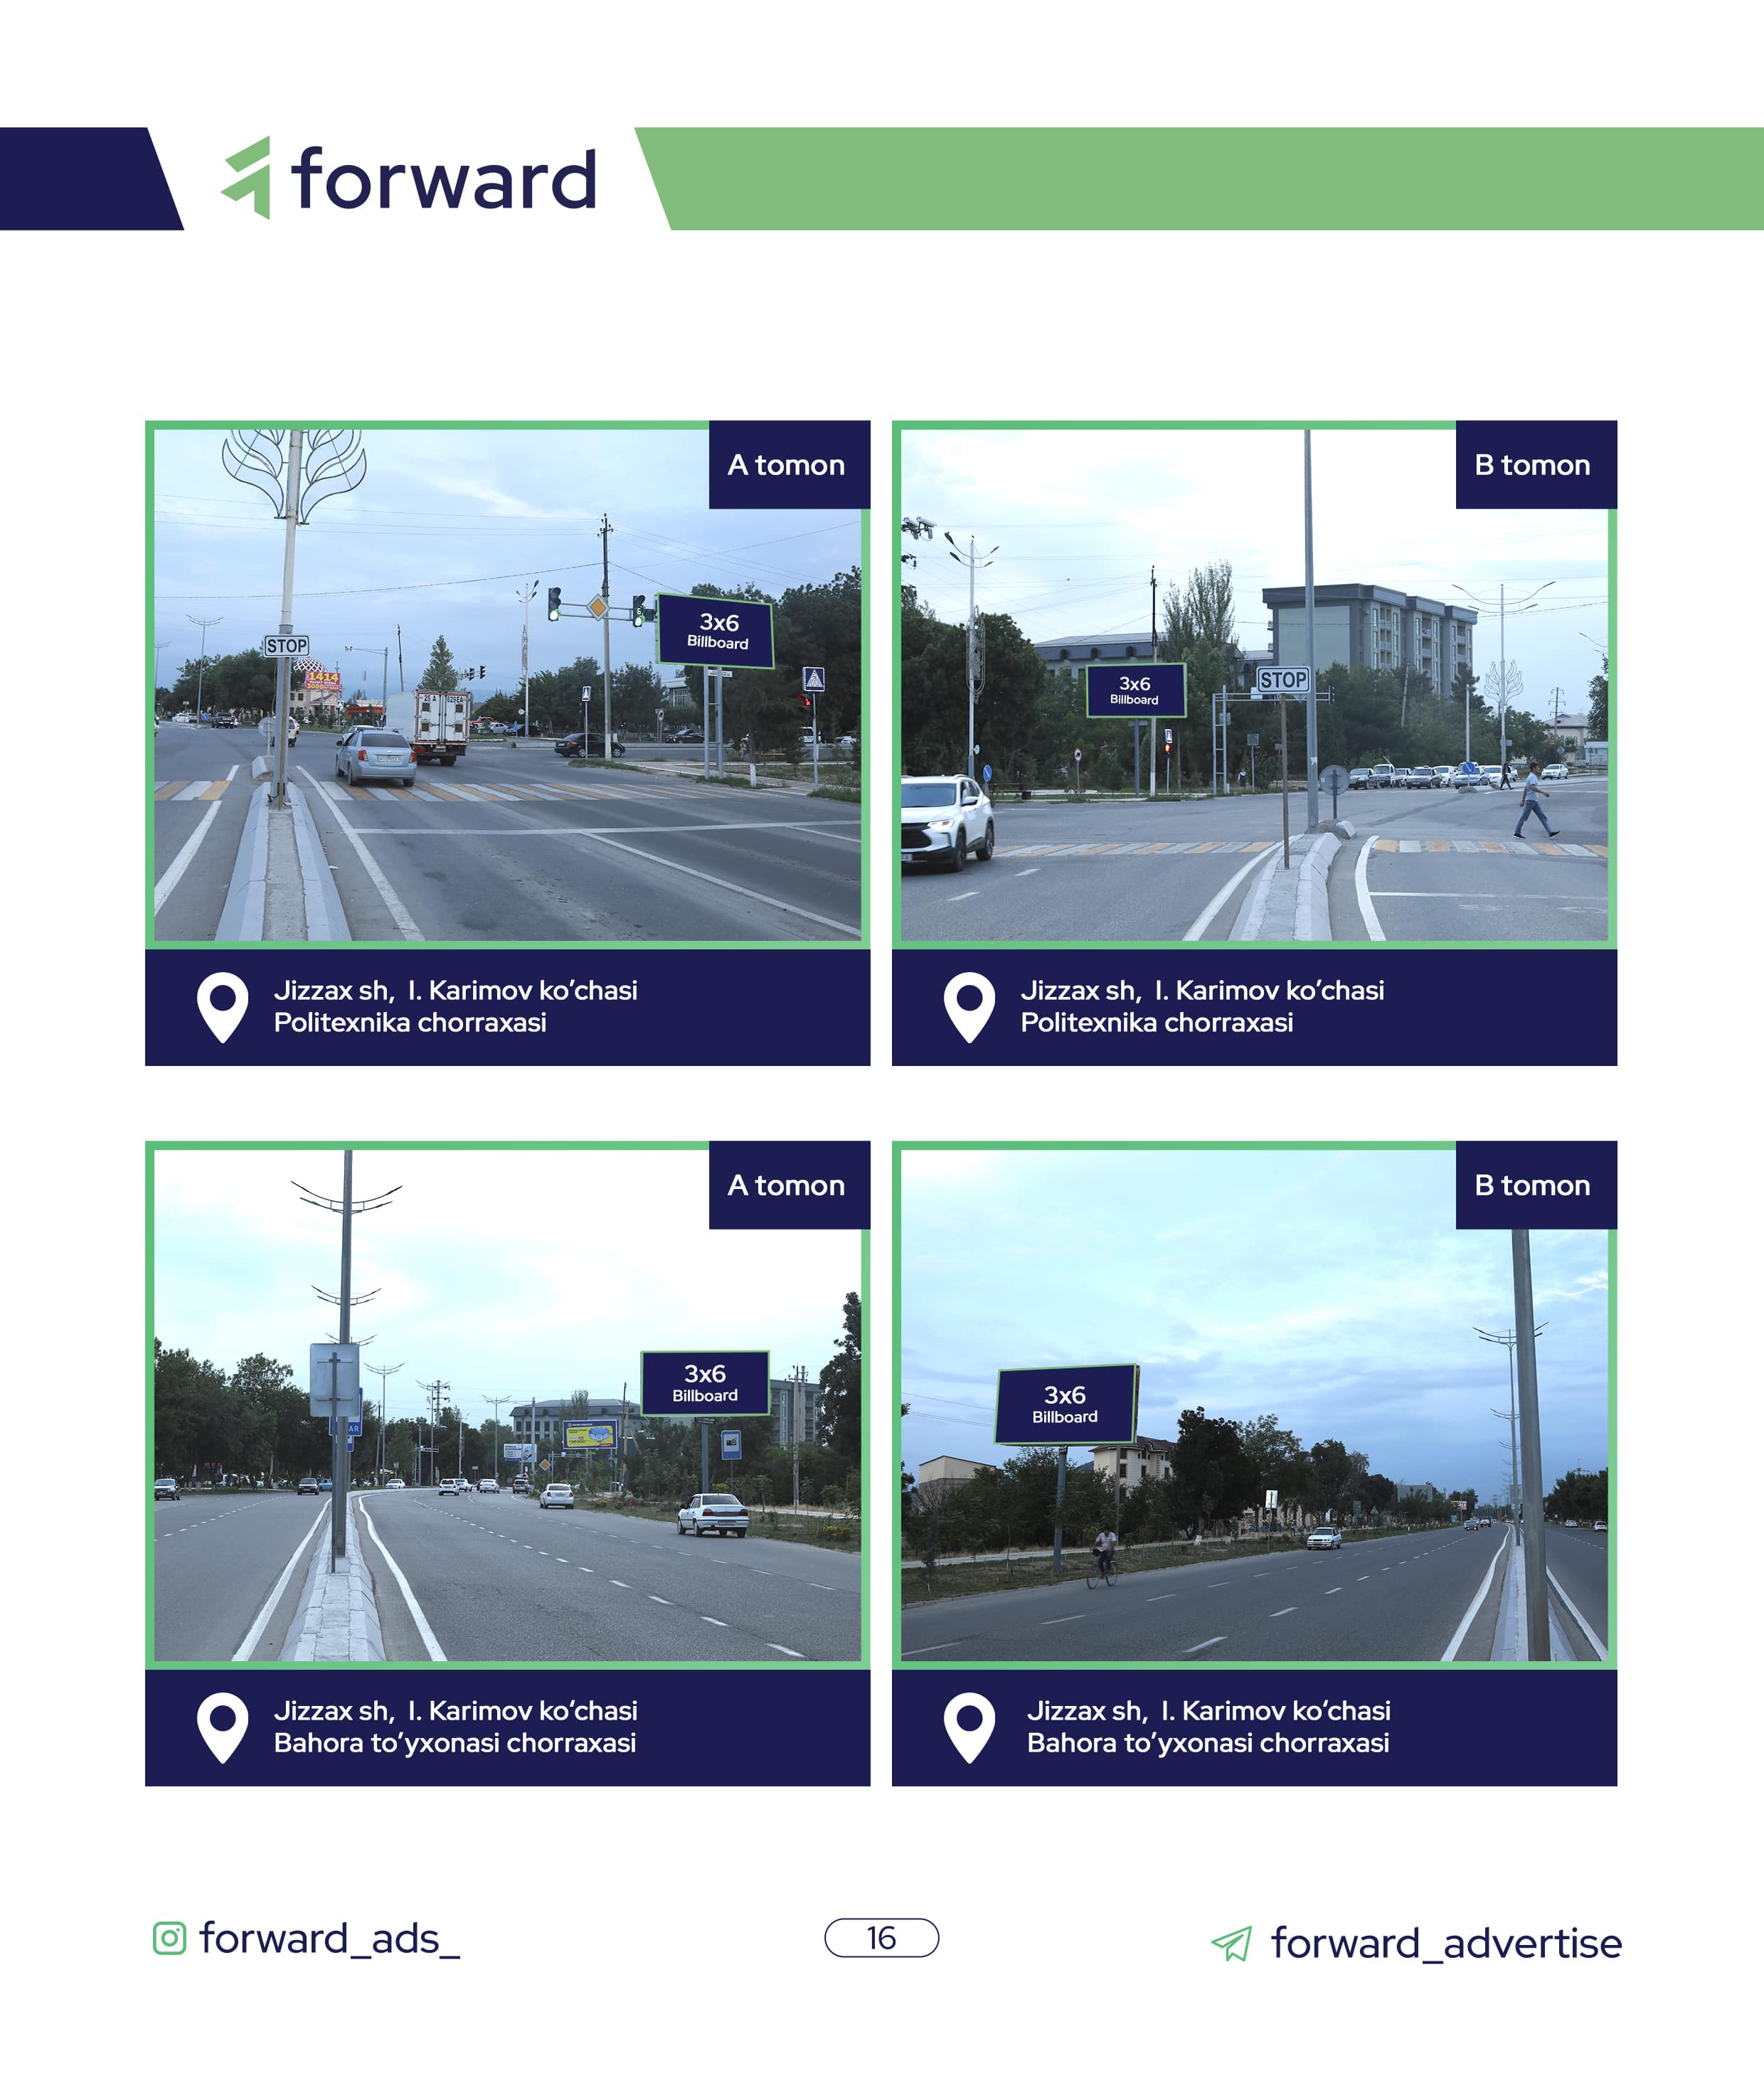 forward
A tomon
STOP
1414
3x6
Billboard
Jizzax sh, I. Karimov ko’chasi
Politexnika chorraxasi
B tomon
3x6
Billboard
STOP
Jizzax sh, I. Karimov ko’chasi
Politexnika chorraxasi
A tomon
3x6
Billboard
Jizzax sh, I. Karimov ko‘chasi
Bahora to’yxonasi chorraxasi
B tomon
3x6
Billboard
Jizzax sh, I. Karimov ko‘chasi
Bahora to’yxonasi chorraxasi
forward_ads_
16
forward_advertise